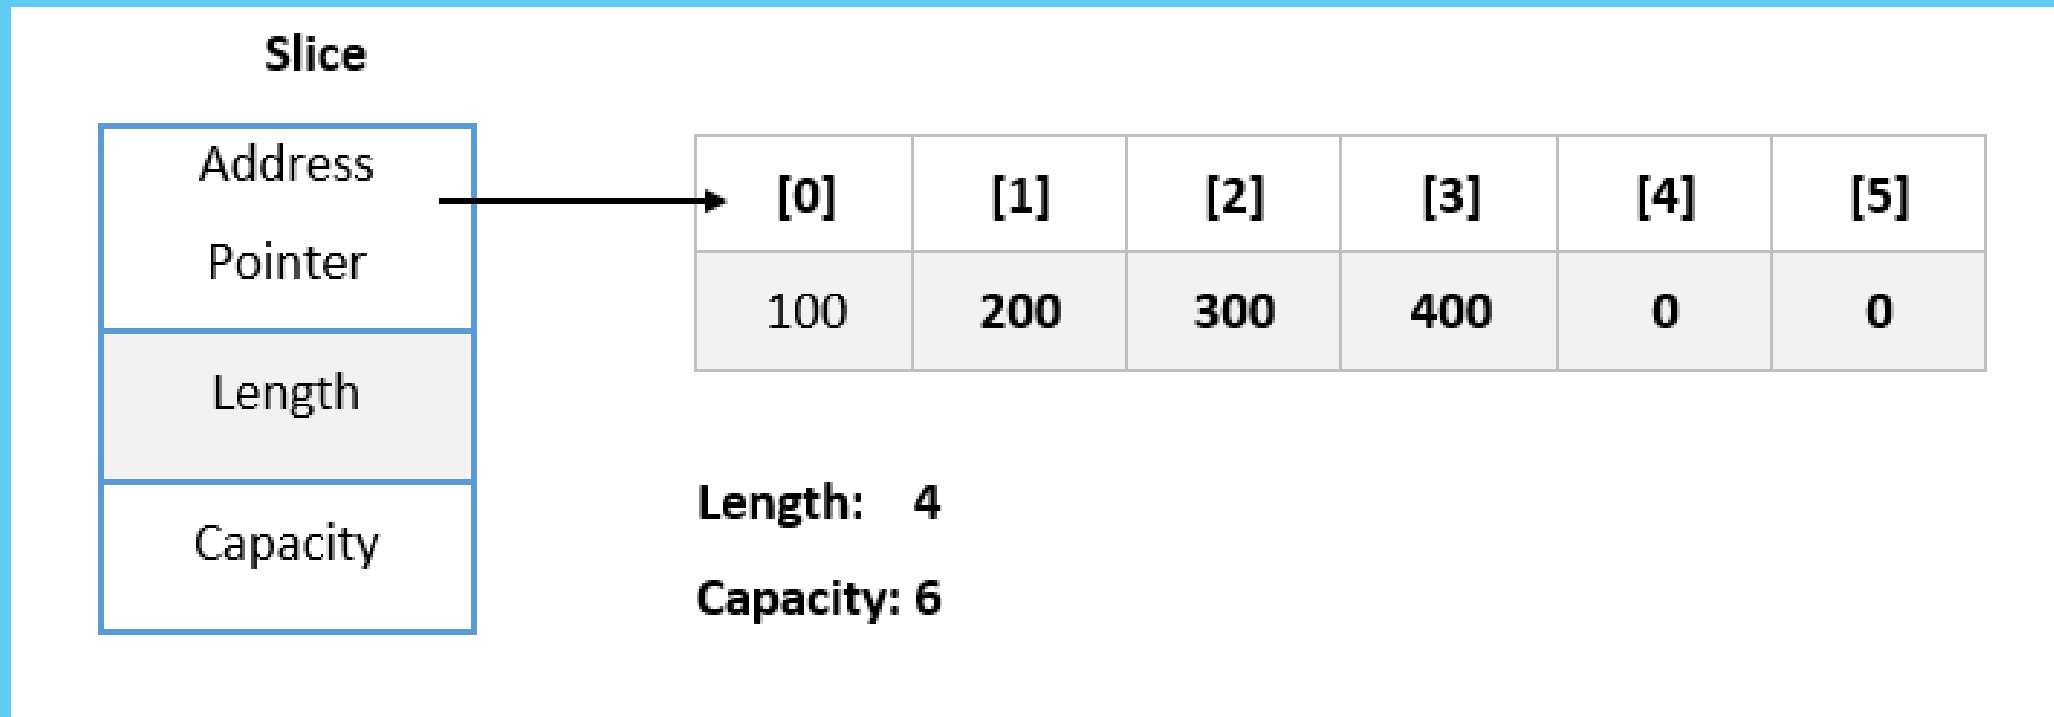 Slice
Address
Pointer
Length
Capacity
[0] [1] [2] [3] [4] [5]
100 200 300 400 0 0
Length: 4
Capacity: 6